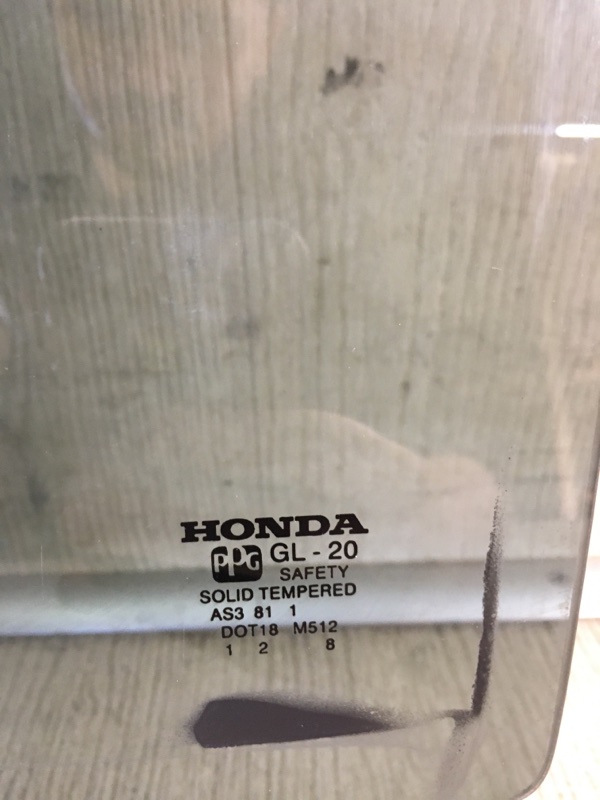 HONDA
PPG GL - 20
SAFETY
SOLID TEMPERED
AS3 81 1
DOT18 M512
1 2 8